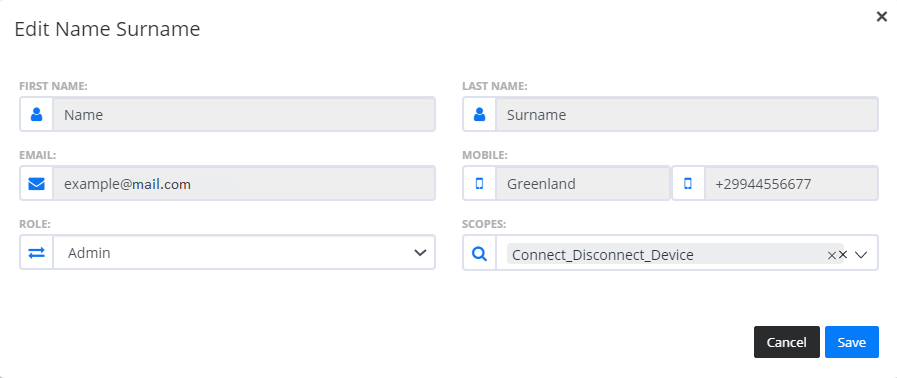 Edit Name Surname
×
FIRST NAME:
Name
LAST NAME:
Surname
EMAIL:
example@mail.com
MOBILE:
Greenland
+29944556677
ROLE:
Admin
SCOPES:
Connect_Disconnect_Device
Cancel
Save